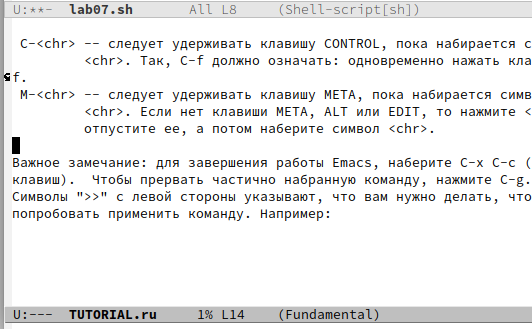 U:**-  lab07.sh      All L8     (Shell-script[sh])
C-<chr> -- следует удерживать клавишу CONTROL, пока набирается с
<chr>. Так, C-f должно означать: одновременно нажать кла
f.
M-<chr> -- следует удерживать клавишу META, пока набирается симв
<chr>. Если нет клавиши META, ALT или EDIT, то нажмите <
отпустите ее, а потом наберите символ <chr>.
Важное замечание: для завершения работы Emacs, наберите C-x C-c (
клавиш).  Чтобы прервать частично набранную команду, нажмите C-g.
Символы ">>" с левой стороны указывают, что вам нужно делать, что
попробовать применить команду. Например:
U:---  TUTORIAL.ru     1% L14    (Fundamental)